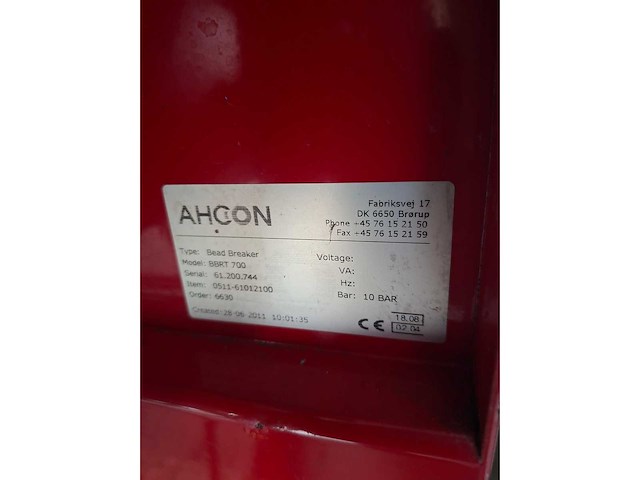 AHCON
Fabriksvej 17
DK 6650 Brørup
Phone +45 76 15 21 50
Fax +45 76 15 21 59
Type: Bead Breaker
Model: BBRT 700
Serial: 61.200.744
Item: 0511-61012100
Order: 6630
Created: 28-06-2011 10:01:35
Voltage:
VA:
Hz:
Bar: 10 BAR
CE
18.08
02.04